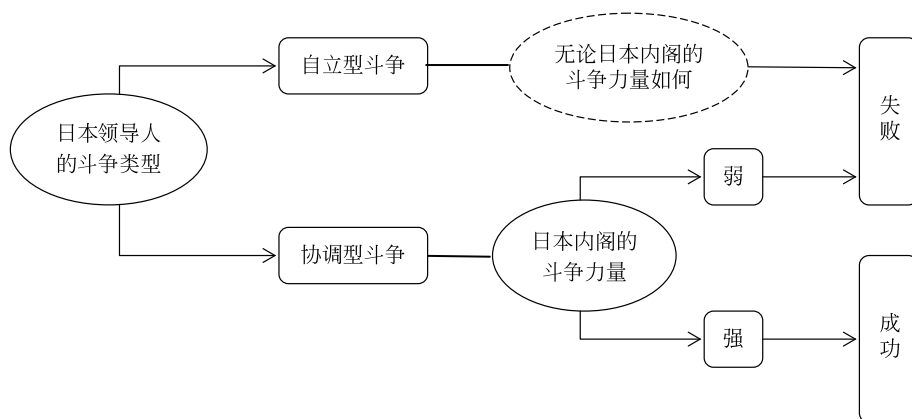 自立型斗争
无论日本内阁的
斗争力量如何
失
败
日本领导人
的斗争类型
弱
协调型斗争
日本内阁的
斗争力量
强
成
功